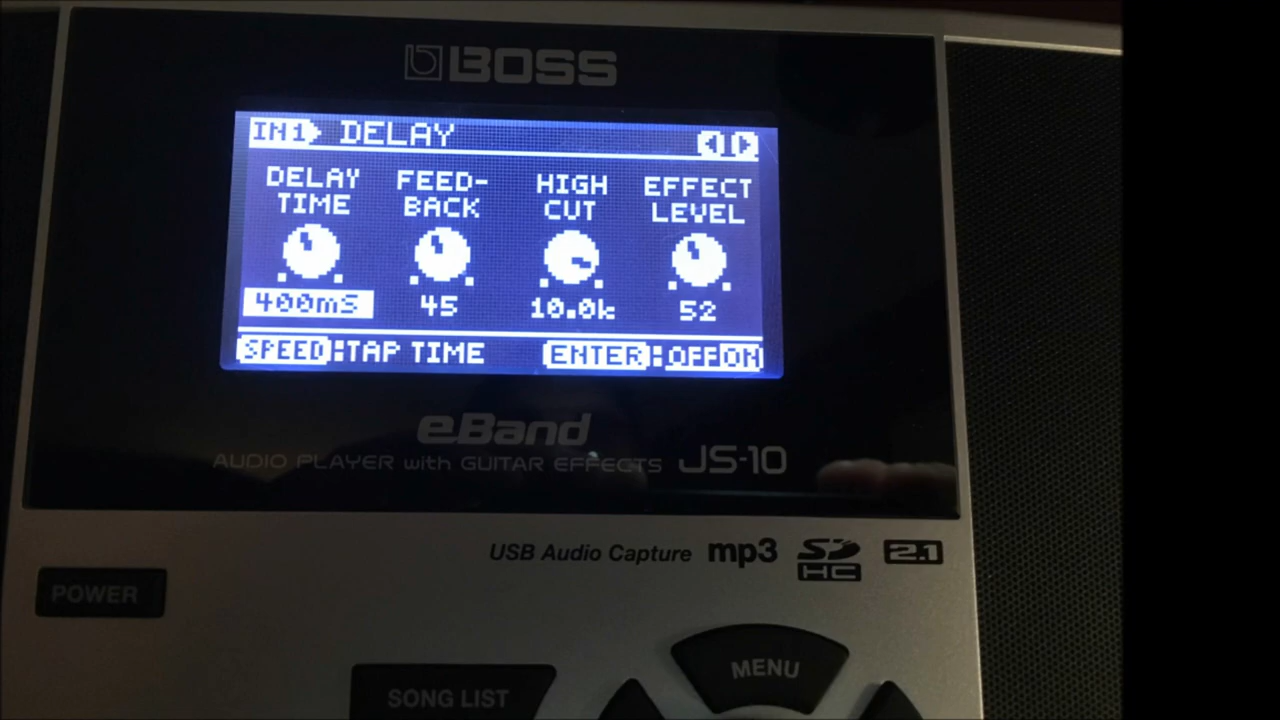 BOSS
IN1 DELAY
DELAY TIME
FEED-BACK
HIGH CUT
EFFECT LEVEL
400mS 45 10.0k 52
SPEED:TAP TIME ENTER:OFF ON
eBand
AUDIO PLAYER with GUITAR EFFECTS JS-10
USB Audio Capture mp3 SD HC 2.1
POWER
MENU
SONG LIST